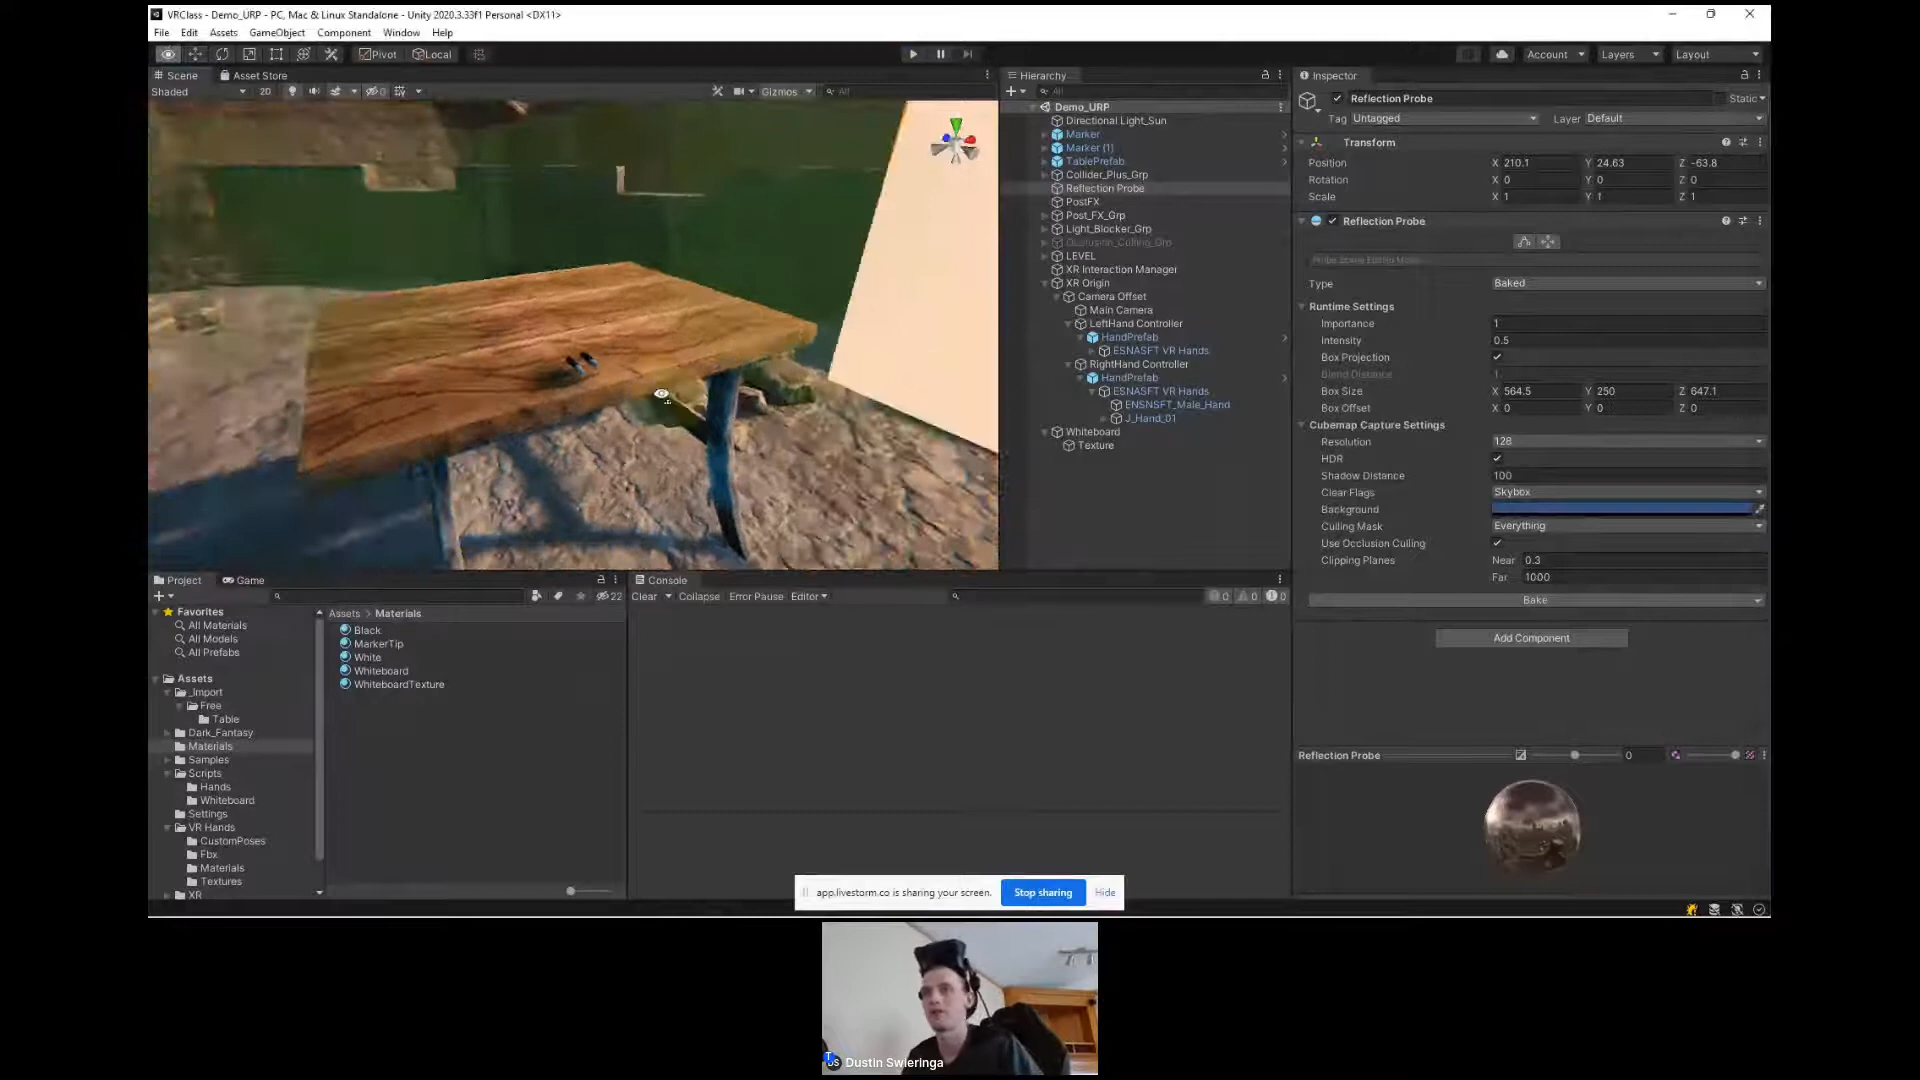 VRClass - Demo_URP - PC, Mac & Linux Standalone - Unity 2020.3.33f1 Personal <DX11>
File Edit Assets GameObject Component Window Help
Pivot Local Account Layers Layout
Scene Asset Store
Shaded 2D 0 Gizmos All
Hierarchy
All
Demo_URP
Directional Light_Sun
Marker
Marker (1)
TablePrefab
Collider_Plus_Grp
Reflection Probe
PostFX
Post_FX_Grp
Light_Blocker_Grp
Occlusion_Culling_Grp
LEVEL
XR Interaction Manager
XR Origin
Camera Offset
Main Camera
LeftHand Controller
HandPrefab
ESNASFT VR Hands
RightHand Controller
HandPrefab
ESNASFT VR Hands
ENSNSFT_Male_Hand
J_Hand_01
Whiteboard
Texture
Inspector
Reflection Probe Static
Tag Untagged Layer Default
Transform
Position X 210.1 Y 24.63 Z -63.8
Rotation X 0 Y 0 Z 0
Scale X 1 Y 1 Z 1
Reflection Probe
Probe Scene Editing Mode:
Type Baked
Runtime Settings
Importance 1
Intensity 0.5
Box Projection
Blend Distance 1
Box Size X 564.5 Y 250 Z 647.1
Box Offset X 0 Y 0 Z 0
Cubemap Capture Settings
Resolution 128
HDR
Shadow Distance 100
Clear Flags Skybox
Background
Culling Mask Everything
Use Occlusion Culling
Clipping Planes Near 0.3
Far 1000
Bake
Add Component
Reflection Probe 0
Project Game
22
Favorites
All Materials
All Models
All Prefabs
Assets
_Import
Free
Table
Dark_Fantasy
Materials
Samples
Scripts
Hands
Whiteboard
Settings
VR Hands
CustomPoses
Fbx
Materials
Textures
XR
Assets > Materials
Black
MarkerTip
White
Whiteboard
WhiteboardTexture
Console
Clear Collapse Error Pause Editor 0 0 0
app.livestorm.co is sharing your screen. Stop sharing Hide
Dustin Swieringa